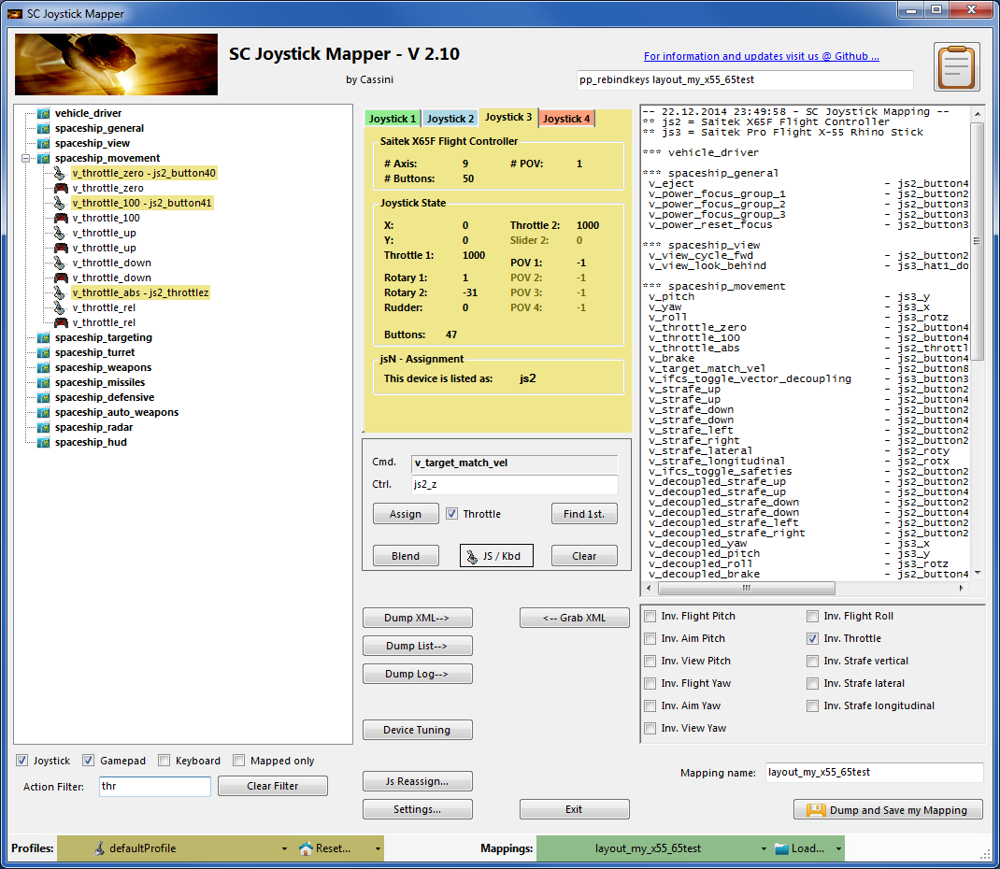 SC Joystick Mapper
SC Joystick Mapper - V 2.10
by Cassini
For information and updates visit us @ Github ...
pp_rebindkeys layout_my_x55_65test
vehicle_driver
spaceship_general
spaceship_view
spaceship_movement
v_throttle_zero - js2_button40
v_throttle_zero
v_throttle_100 - js2_button41
v_throttle_100
v_throttle_up
v_throttle_up
v_throttle_down
v_throttle_down
v_throttle_abs - js2_throttlez
v_throttle_rel
v_throttle_rel
spaceship_targeting
spaceship_turret
spaceship_weapons
spaceship_missiles
spaceship_defensive
spaceship_auto_weapons
spaceship_radar
spaceship_hud
Joystick 1 Joystick 2 Joystick 3 Joystick 4
Saitek X65F Flight Controller
# Axis: 9 # POV: 1
# Buttons: 50
Joystick State
X: 0 Throttle 2: 1000
Y: 0 Slider 2: 0
Throttle 1: 1000
POV 1: -1
Rotary 1: 1 POV 2: -1
Rotary 2: -31 POV 3: -1
Rudder: 0 POV 4: -1
Buttons: 47
jsN - Assignment
This device is listed as: js2
Cmd. v_target_match_vel
Ctrl. js2_z
Assign Throttle Find 1st.
Blend JS / Kbd Clear
Dump XML--> <-- Grab XML
Dump List-->
Dump Log-->
Device Tuning
Js Reassign...
Settings... Exit
-- 22.12.2014 23:49:58 - SC Joystick Mapping --
** js2 = Saitek X65F Flight Controller
** js3 = Saitek Pro Flight X-55 Rhino Stick
*** vehicle_driver
*** spaceship_general
v_eject - js2_button4
v_power_focus_group_1 - js2_button2
v_power_focus_group_2 - js2_button3
v_power_focus_group_3 - js2_button3
v_power_reset_focus - js2_button3
*** spaceship_view
v_view_cycle_fwd - js2_button2
v_view_look_behind - js3_hat1_do
*** spaceship_movement
v_pitch - js3_y
v_yaw - js3_x
v_roll - js3_rotz
v_throttle_zero - js2_button4
v_throttle_100 - js2_button4
v_throttle_abs - js2_throttl
v_brake - js2_button4
v_target_match_vel - js2_button8
v_ifcs_toggle_vector_decoupling - js2_button3
v_strafe_up - js2_button2
v_strafe_up - js2_button4
v_strafe_down - js2_button2
v_strafe_down - js2_button4
v_strafe_left - js2_button2
v_strafe_right - js2_button2
v_strafe_lateral - js2_roty
v_strafe_longitudinal - js2_rotx
v_ifcs_toggle_safeties - js2_button2
v_decoupled_strafe_up - js2_button2
v_decoupled_strafe_up - js2_button4
v_decoupled_strafe_down - js2_button2
v_decoupled_strafe_down - js2_button4
v_decoupled_strafe_left - js2_button2
v_decoupled_strafe_right - js2_button2
v_decoupled_yaw - js3_x
v_decoupled_pitch - js3_y
v_decoupled_roll - js3_rotz
v_decoupled_brake - js2_button4
Inv. Flight Pitch Inv. Flight Roll
Inv. Aim Pitch Inv. Throttle
Inv. View Pitch Inv. Strafe vertical
Inv. Flight Yaw Inv. Strafe lateral
Inv. Aim Yaw Inv. Strafe longitudinal
Inv. View Yaw
Joystick Gamepad Keyboard Mapped only
Action Filter: thr Clear Filter
Mapping name: layout_my_x55_65test
Dump and Save my Mapping
Profiles: defaultProfile Reset... Mappings: layout_my_x55_65test Load...